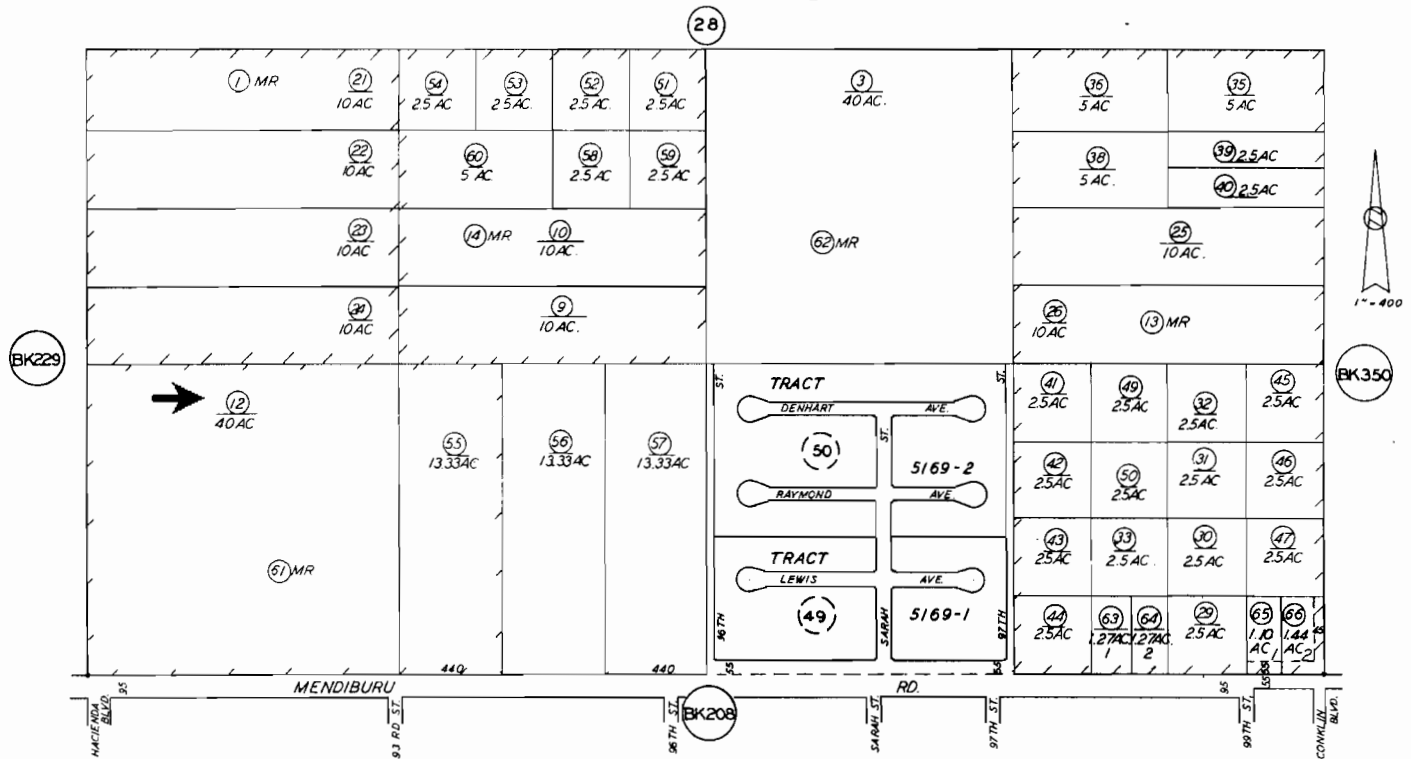 28
1 MR
21
10 AC
54
2.5 AC
53
2.5 AC.
52
2.5 AC.
51
2.5 AC
3
40 AC.
36
5 AC
35
5 AC
22
10 AC
60
5 AC.
58
2.5 AC
59
2.5 AC
38
5 AC.
39 2.5 AC
40 2.5 AC
23
10 AC
14 MR
10
10 AC.
62 MR
25
10 AC.
1"=400
24
10 AC
9
10 AC.
26
10 AC
13 MR
BK229
BK350
12
40 AC
55
13.33 AC
56
13.33 AC
57
13.33 AC
61 MR
ST.
TRACT
ST.
DENHART AVE.
ST.
50
5169-2
RAYMOND AVE
TRACT
LEWIS AVE.
49
5169-1
96TH
SARAH
97TH
41
2.5 AC
49
2.5 AC
32
2.5 AC.
45
2.5 AC
42
2.5 AC
50
2.5 AC
31
2.5 AC
46
2.5 AC
43
2.5 AC
33
2.5 AC.
30
2.5 AC
47
2.5 AC
44
2.5 AC
63
1.27 AC.
1
64
1.27 AC
2
29
2.5 AC
65
1.10
AC 1
66
1.44
AC 2
45
440
440
55
55
55
95
MENDIBURU RD.
95
HACIENDA
BLVD.
93 RD ST.
96TH ST.
BK208
SARAH ST.
97TH ST.
99TH ST.
CONKLIN
BLVD.